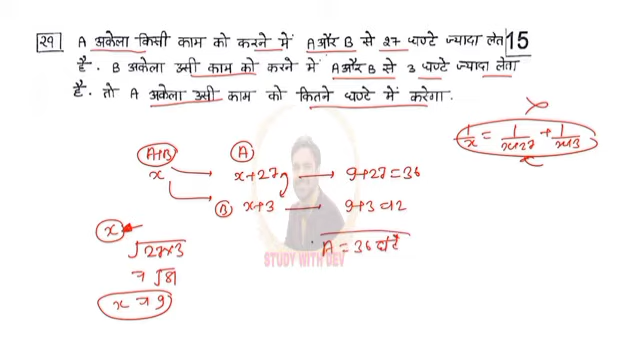 29 A अकेला किसी काम को करने में A और B से 27 घण्टे ज्यादा लेत 15
है. B अकेला उसी काम को करने में A और B से 3 घण्टे ज्यादा लेता
है. तो A अकेला उसी काम को कितने घण्टे में करेगा.
1/x = 1/x+27 + 1/x+3
A+B A
x x+27 → 9+27=36
B x+3 → 9+3 = 12
x
√27×3 A = 36 घंटे
→ √81 STUDY WITH DEV
x → 9